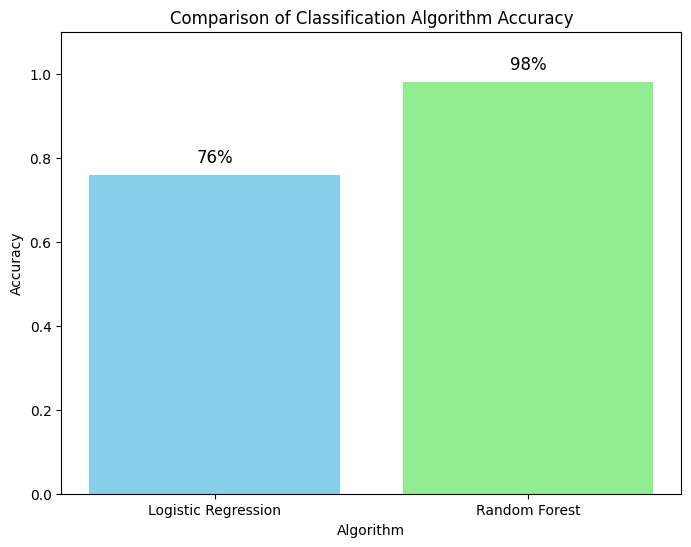 Comparison of Classification Algorithm Accuracy
98%
76%
1.0
0.8
0.6
0.4
0.2
0.0
Accuracy
Logistic Regression
Random Forest
Algorithm